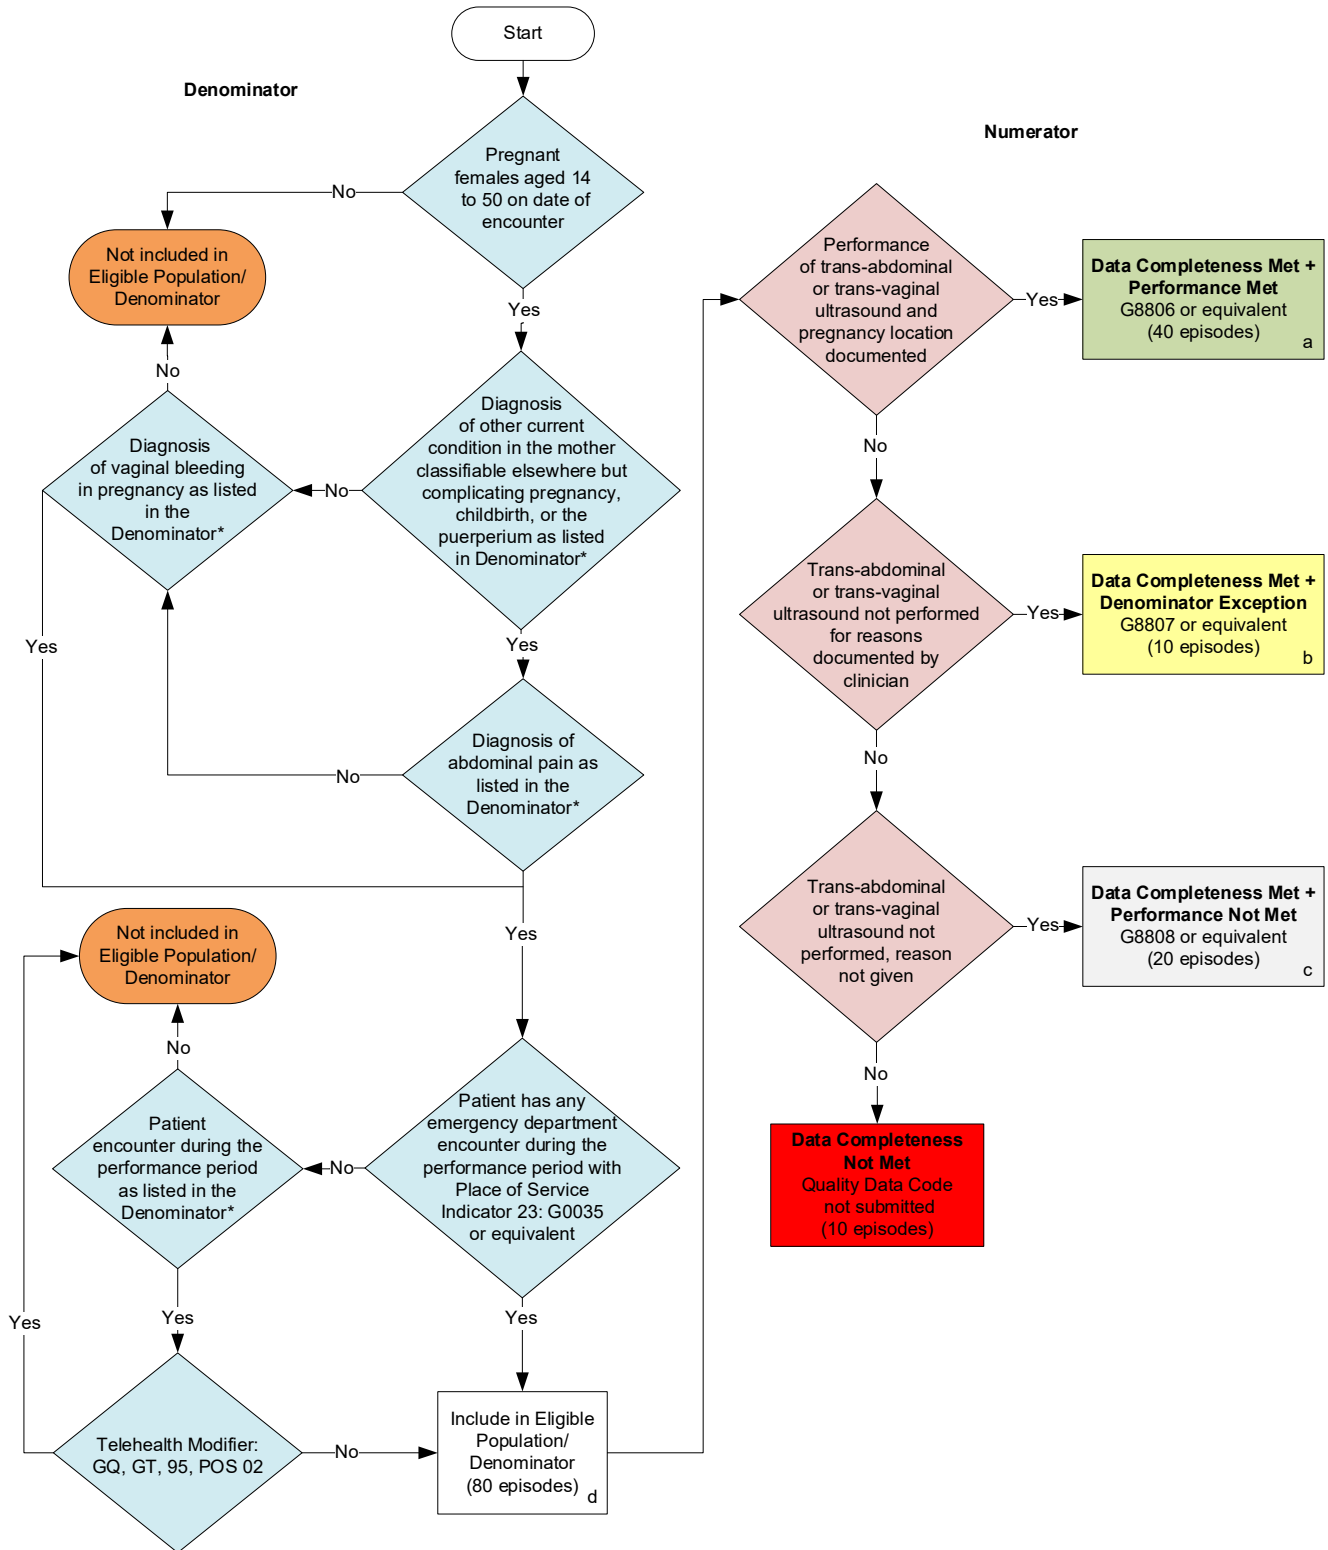 Start
Denominator
Pregnant
females aged 14
to 50 on date of
encounter
No
Not included in
Eligible Population/
Denominator
Yes
No
Diagnosis
of other current
condition in the mother
classifiable elsewhere but
complicating pregnancy,
childbirth, or the
puerperium as listed
in Denominator*
No
Diagnosis
of vaginal bleeding
in pregnancy as listed
in the
Denominator*
Yes
Yes
Diagnosis of
abdominal pain as
listed in the
Denominator*
No
Yes
Not included in
Eligible Population/
Denominator
No
Patient has any
emergency department
encounter during the
performance period with
Place of Service
Indicator 23: G0035
or equivalent
No
Patient
encounter during the
performance period
as listed in the
Denominator*
Yes
Yes
Yes
Telehealth Modifier:
GQ, GT, 95, POS 02
No
Include in Eligible
Population/
Denominator
(80 episodes)
d
Numerator
Performance
of trans-abdominal
or trans-vaginal
ultrasound and
pregnancy location
documented
Yes
Data Completeness Met +
Performance Met
G8806 or equivalent
(40 episodes)
a
No
Trans-abdominal
or trans-vaginal
ultrasound not performed
for reasons
documented by
clinician
Yes
Data Completeness Met +
Denominator Exception
G8807 or equivalent
(10 episodes)
b
No
Trans-abdominal
or trans-vaginal
ultrasound not
performed, reason
not given
Yes
Data Completeness Met +
Performance Not Met
G8808 or equivalent
(20 episodes)
c
No
Data Completeness
Not Met
Quality Data Code
not submitted
(10 episodes)